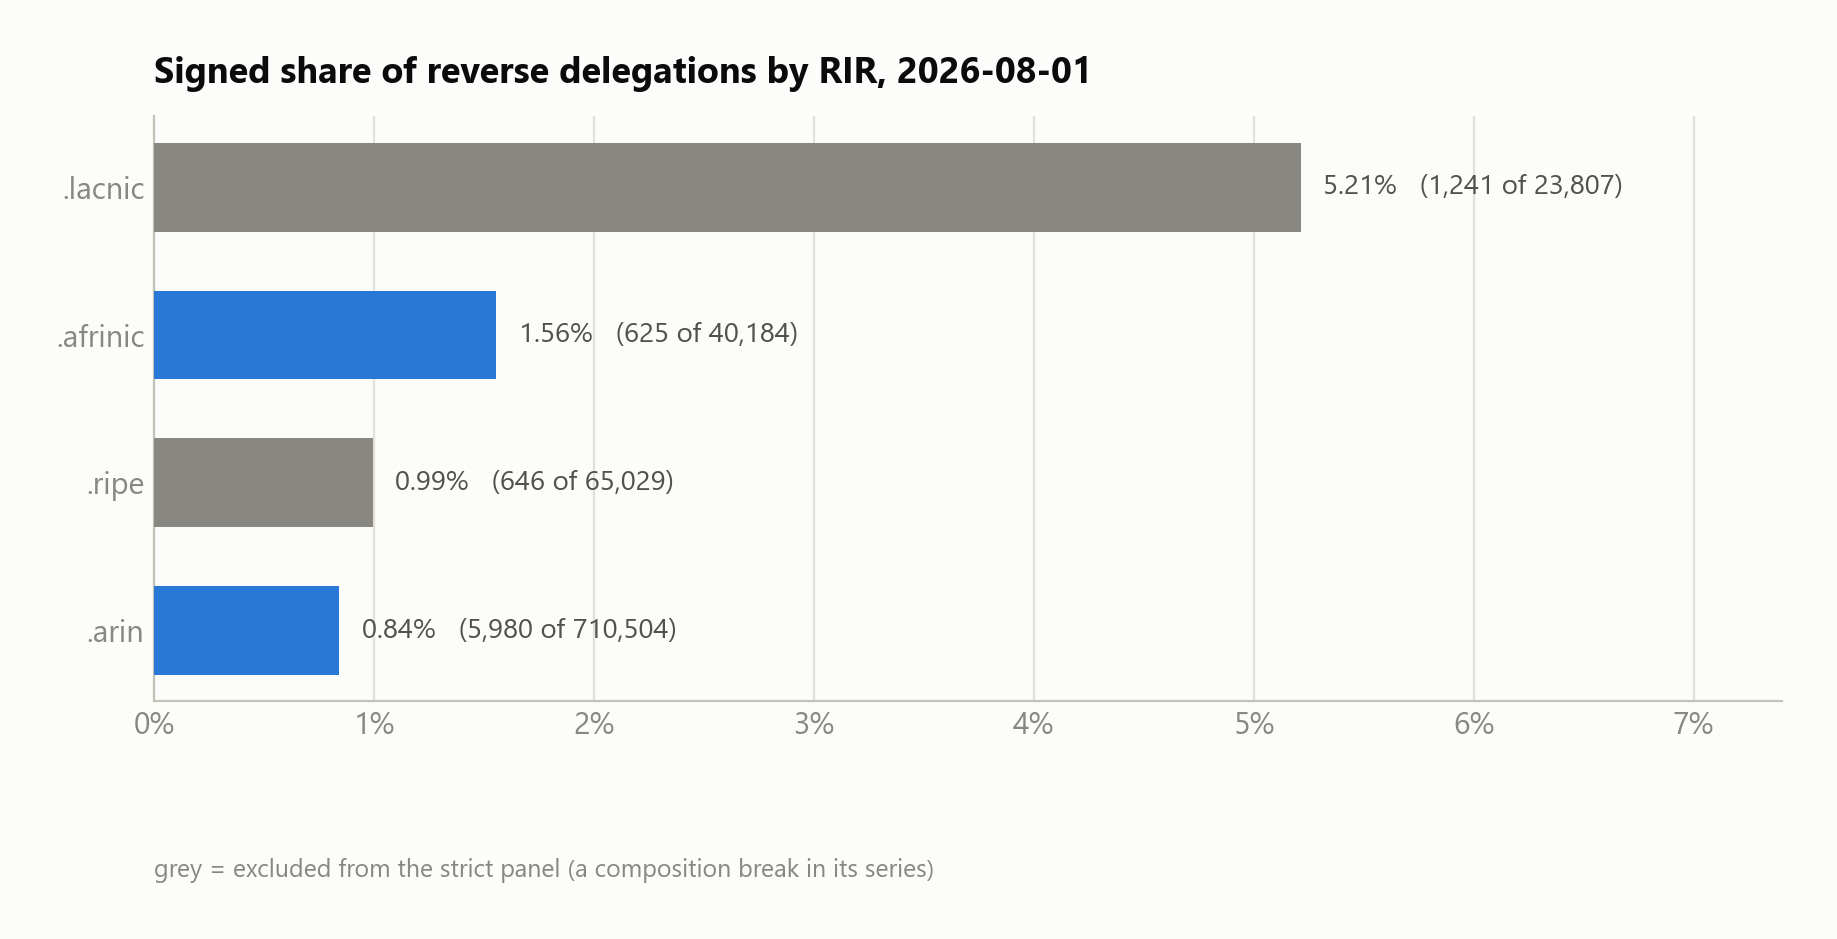 Signed share of reverse delegations by RIR, 2026-08-01
.lacnic 5.21% (1,241 of 23,807)
.afrinic 1.56% (625 of 40,184)
.ripe 0.99% (646 of 65,029)
.arin 0.84% (5,980 of 710,504)
0% 1% 2% 3% 4% 5% 6% 7%
grey = excluded from the strict panel (a composition break in its series)